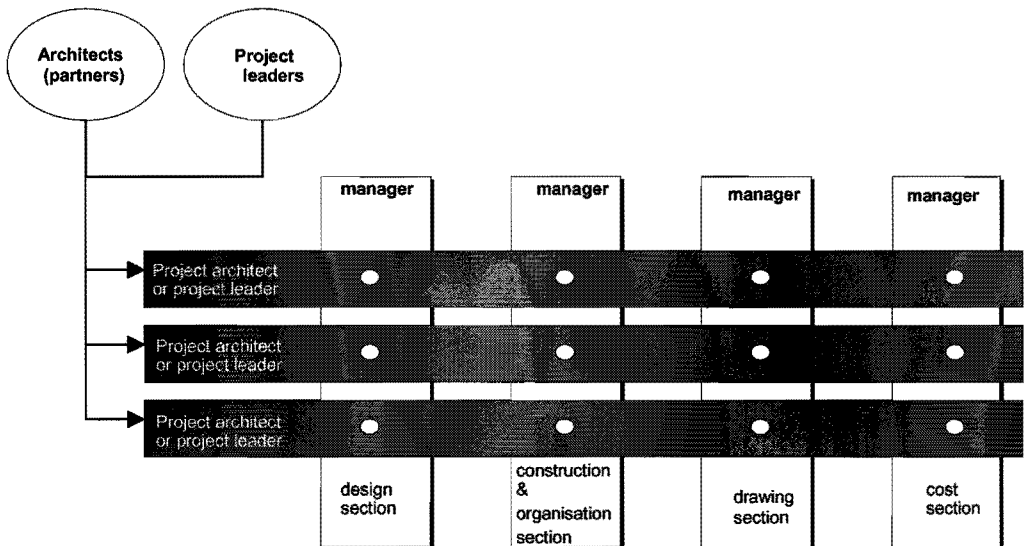 Architects
(partners)
Project
leaders
manager
manager
manager
manager
Project architect
or project leader
Project architect
or project leader
Project architect
or project leader
design
section
construction
&
organisation
section
drawing
section
cost
section